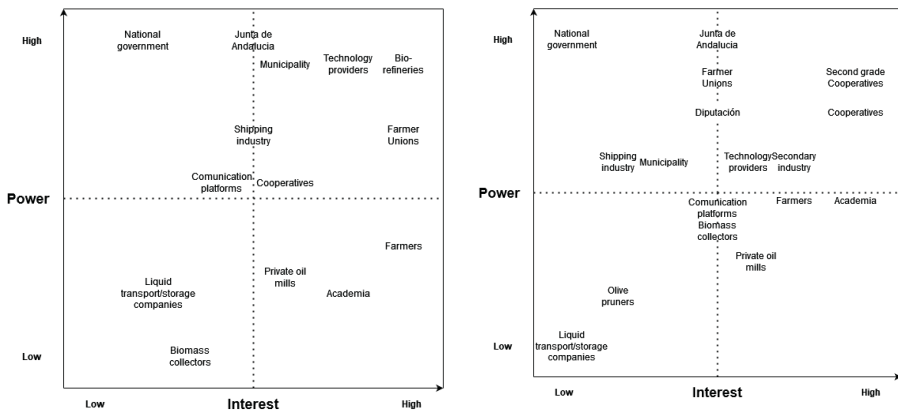 High
National
government
Junta de
Andalucia
Municipality
Technology
providers
Bio-
refineries
Shipping
industry
Farmer
Unions
Comunication
platforms
Cooperatives
Power
Farmers
Private oil
mills
Liquid
transport/storage
companies
Academia
Biomass
collectors
Low
Low
Interest
High
High
National
government
Junta de
Andalucia
Farmer
Unions
Second grade
Cooperatives
Diputación
Cooperatives
Shipping
industry
Municipality
Technology
providers
Secondary
industry
Power
Comunication
platforms
Farmers
Academia
Biomass
collectors
Private oil
mills
Olive
pruners
Liquid
transport/storage
companies
Low
Low
Interest
High